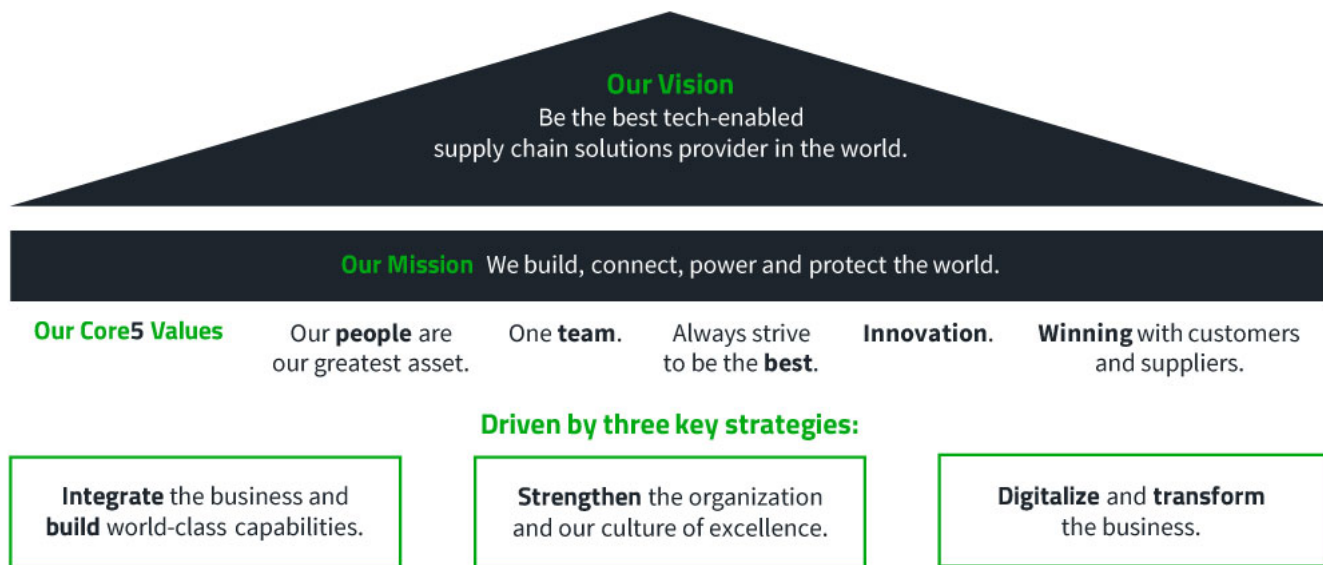 Our Vision
Be the best tech-enabled
supply chain solutions provider in the world.
Our Mission We build, connect, power and protect the world.
Our Core5 Values
Our people are
our greatest asset.
One team.
Always strive
to be the best.
Innovation.
Winning with customers
and suppliers.
Driven by three key strategies:
Integrate the business and
build world-class capabilities.
Strengthen the organization
and our culture of excellence.
Digitalize and transform
the business.